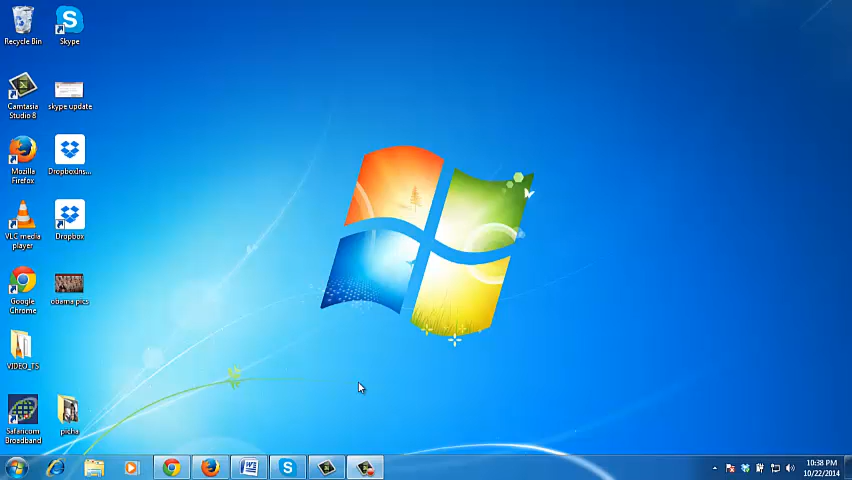 Recycle Bin
Skype
Camtasia
Studio 8
skype update
Mozilla
Firefox
DropboxIns...
VLC media
player
Dropbox
Google
Chrome
obama pics
VIDEO_TS
Safaricom
Broadband
picha
10:38 PM
10/22/2014